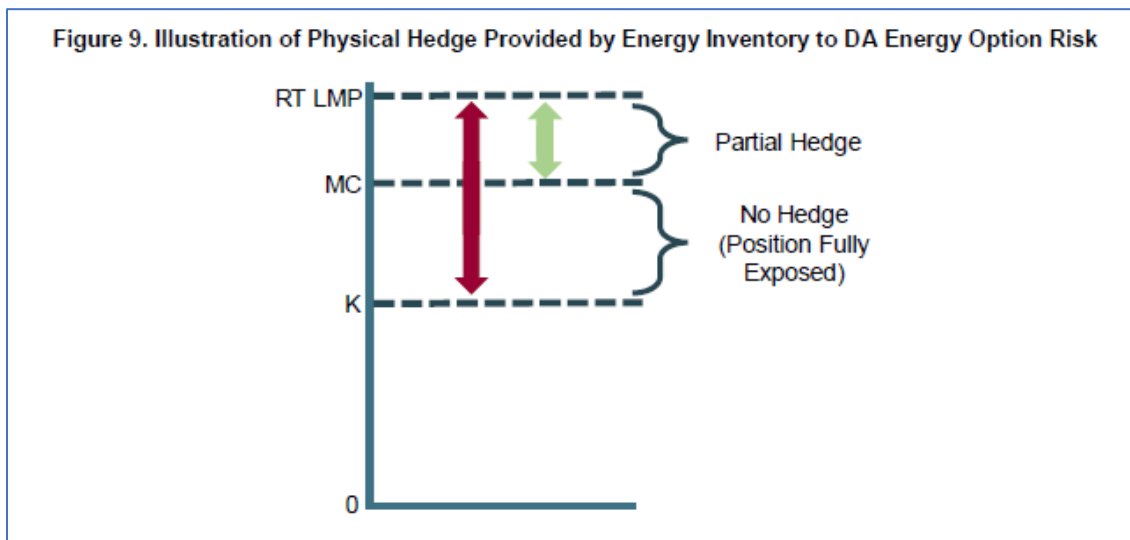 Figure 9. Illustration of Physical Hedge Provided by Energy Inventory to DA Energy Option Risk
RT LMP
Partial Hedge
MC
No Hedge
(Position Fully
Exposed)
K
0